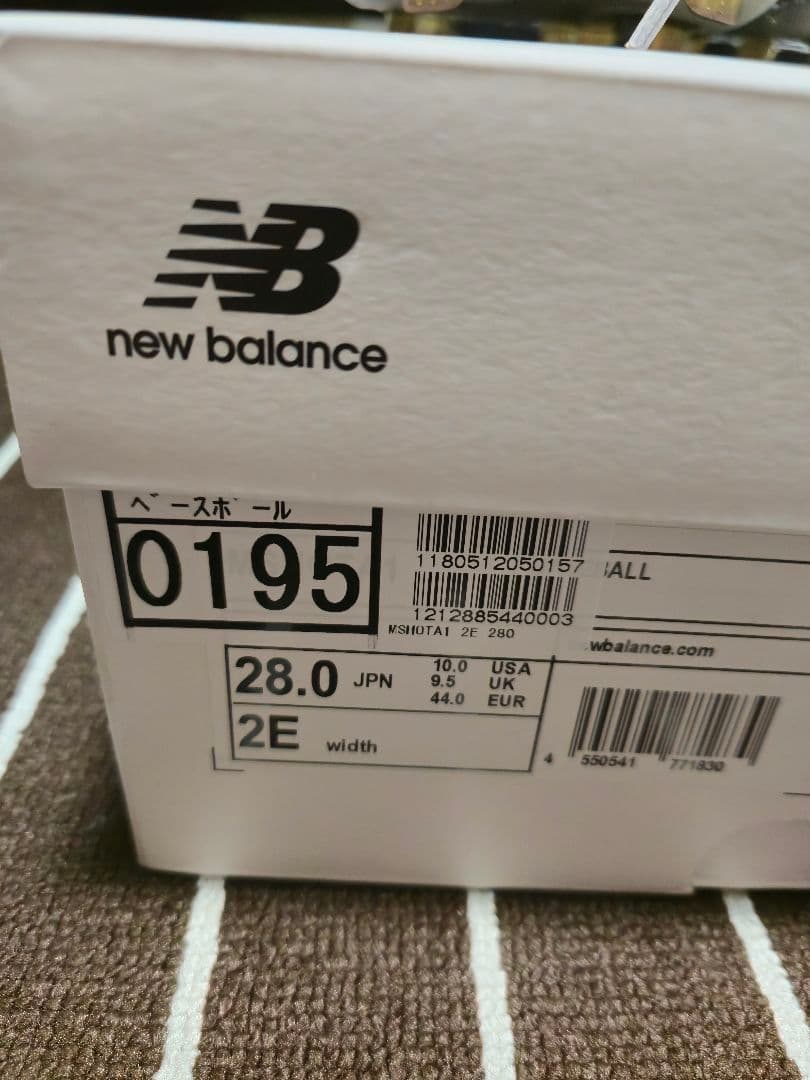 NB
new balance
ベースボール
0195
1180512050157
1212885440003
MSHOTA1 2E 280
BALL
wbalance.com
28.0 JPN
10.0 USA
9.5 UK
44.0 EUR
2E width
4 550541 771830